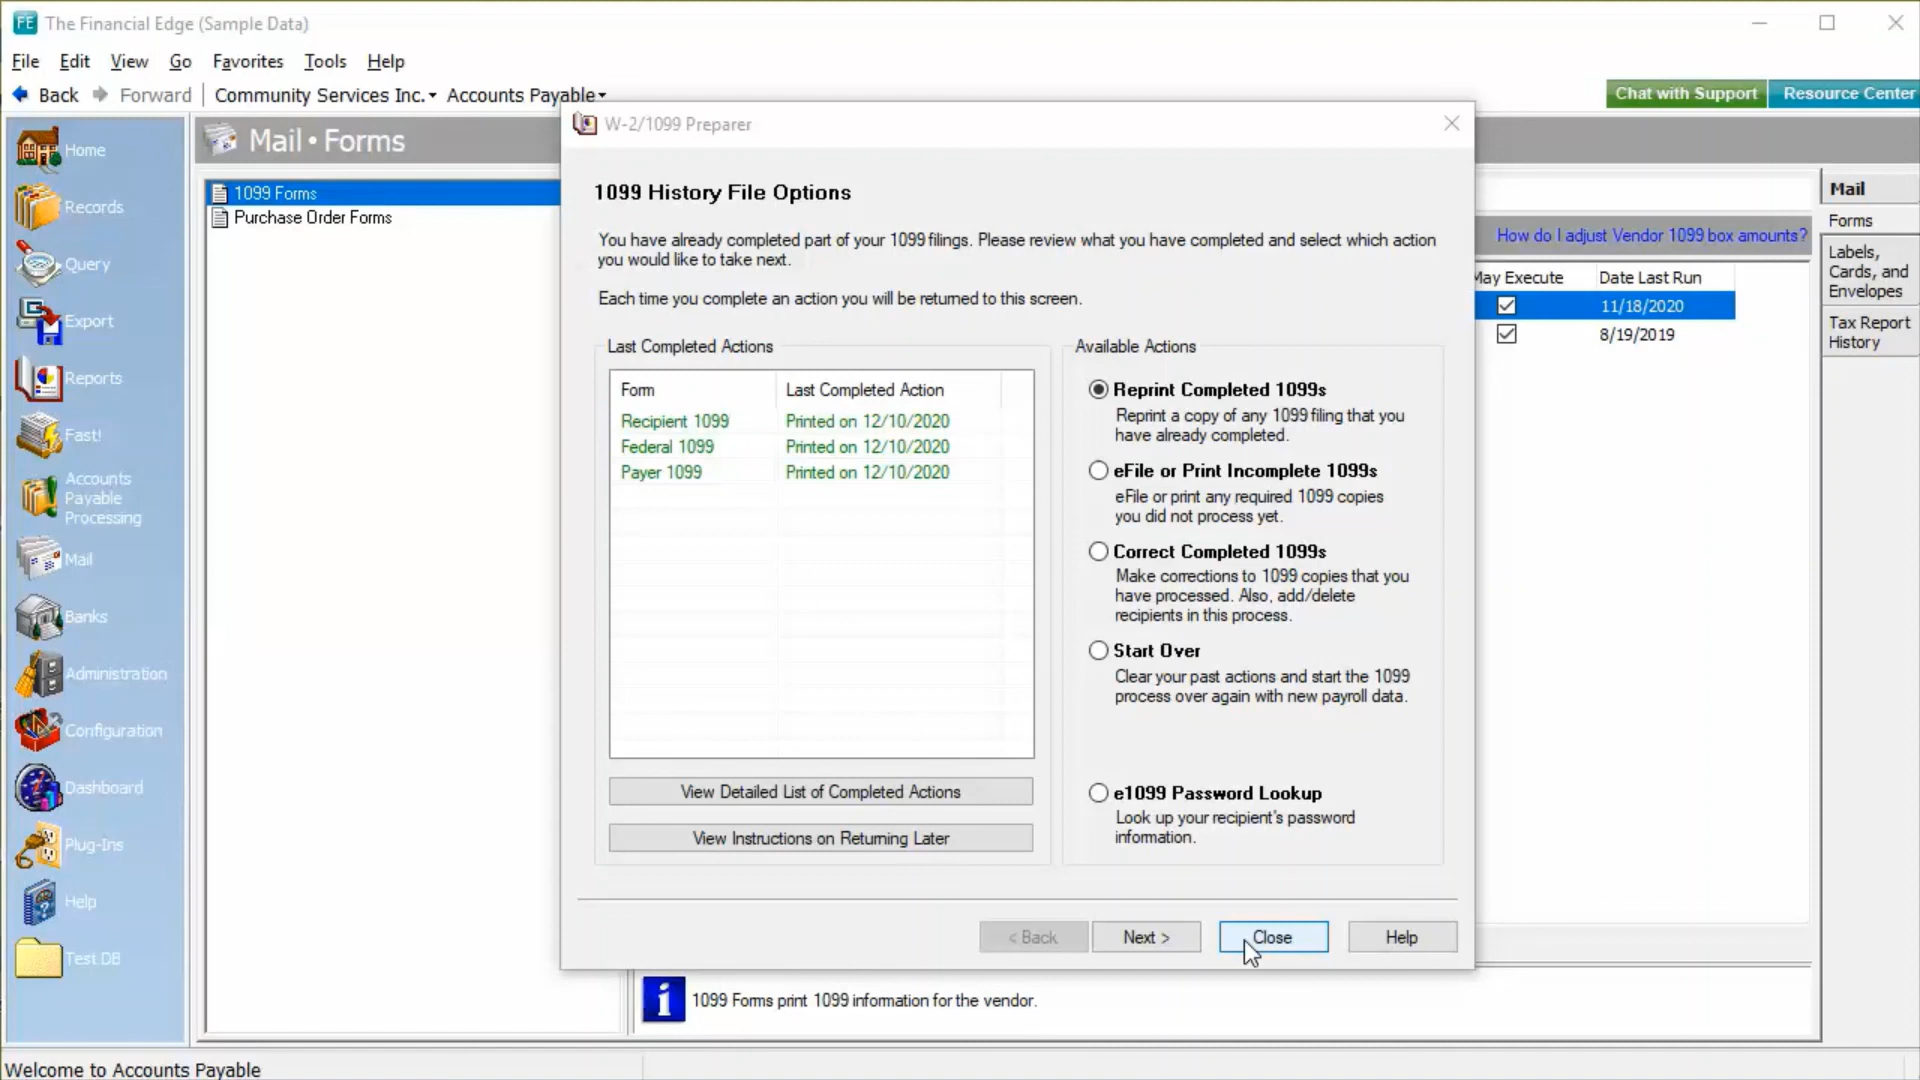 FE The Financial Edge (Sample Data)
File Edit View Go Favorites Tools Help
Back Forward Community Services Inc. Accounts Payable
Chat with Support Resource Center
Home
Records
Query
Export
Reports
Fast!
Accounts
Payable
Processing
Mail
Banks
Administration
Configuration
Dashboard
Plug-Ins
Help
Test DB
Mail • Forms
1099 Forms
Purchase Order Forms
W-2/1099 Preparer
1099 History File Options
You have already completed part of your 1099 filings. Please review what you have completed and select which action
you would like to take next.
Each time you complete an action you will be returned to this screen.
Last Completed Actions
Form Last Completed Action
Recipient 1099 Printed on 12/10/2020
Federal 1099 Printed on 12/10/2020
Payer 1099 Printed on 12/10/2020
View Detailed List of Completed Actions
View Instructions on Returning Later
Available Actions
Reprint Completed 1099s
Reprint a copy of any 1099 filing that you
have already completed.
eFile or Print Incomplete 1099s
eFile or print any required 1099 copies
you did not process yet.
Correct Completed 1099s
Make corrections to 1099 copies that you
have processed. Also, add/delete
recipients in this process.
Start Over
Clear your past actions and start the 1099
process over again with new payroll data.
e1099 Password Lookup
Look up your recipient's password
information.
< Back Next > Close Help
How do I adjust Vendor 1099 box amounts?
May Execute Date Last Run
11/18/2020
8/19/2019
Mail
Forms
Labels,
Cards, and
Envelopes
Tax Report
History
1099 Forms print 1099 information for the vendor.
Welcome to Accounts Payable